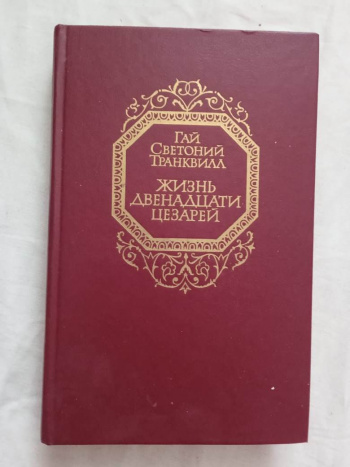 ГАЙ
СВЕТОНИЙ
ТРАНКВИЛЛ
ЖИЗНЬ
ДВЕНАДЦАТИ
ЦЕЗАРЕЙ